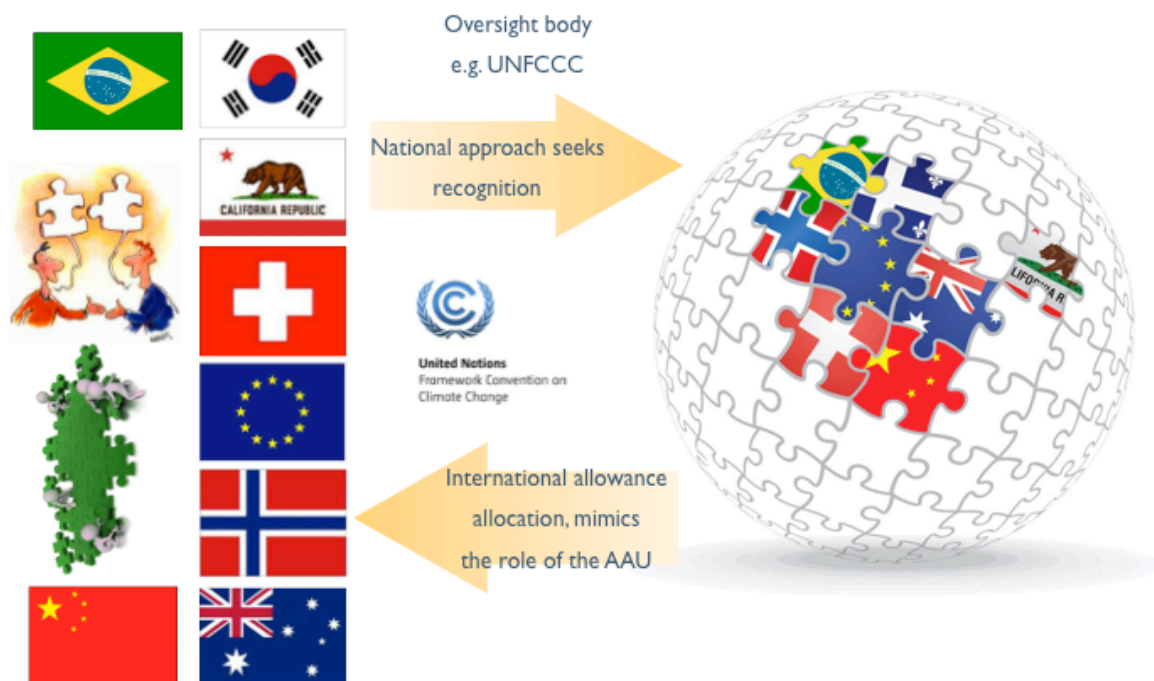 Oversight body
e.g. UNFCCC
National approach seeks
recognition
CALIFORNIA REPUBLIC
United Nations
Framework Convention on
Climate Change
International allowance
allocation, mimics
the role of the AAU
LIFORNIA R